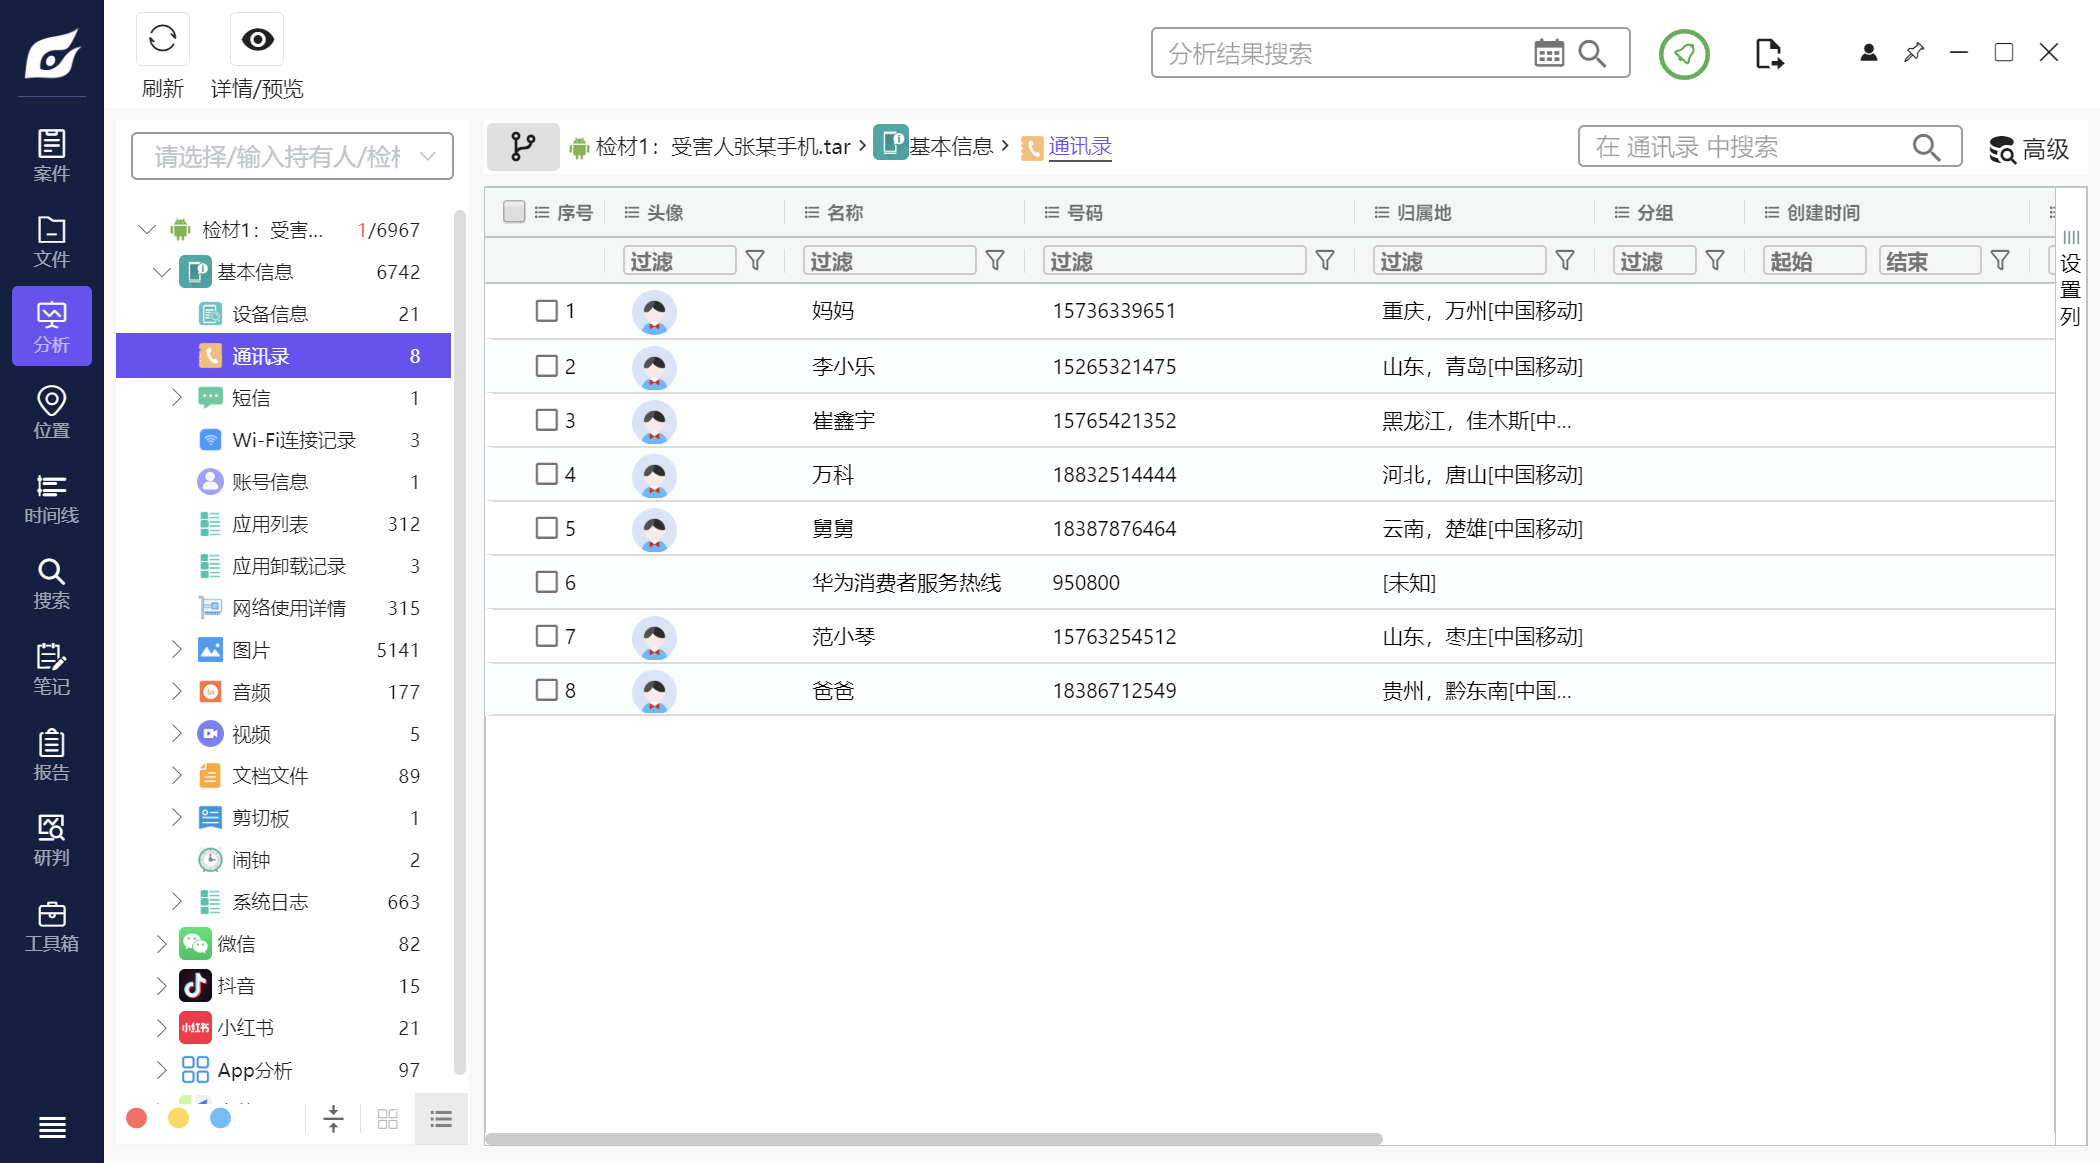 刷新
详情/预览
分析结果搜索
案件
文件
分析
位置
时间线
搜索
笔记
报告
研判
工具箱
请选择/输入持有人/检材
检材1：受害... 1/6967
基本信息 6742
设备信息 21
通讯录 8
短信 1
Wi-Fi连接记录 3
账号信息 1
应用列表 312
应用卸载记录 3
网络使用详情 315
图片 5141
音频 177
视频 5
文档文件 89
剪切板 1
闹钟 2
系统日志 663
微信 82
抖音 15
小红书 小红书 21
App分析 97
检材1：受害人张某手机.tar › 基本信息 › 通讯录
在 通讯录 中搜索
高级
序号 头像 名称 号码 归属地 分组 创建时间
过滤 过滤 过滤 过滤 过滤 起始 结束
设置列
1 妈妈 15736339651 重庆，万州[中国移动]
2 李小乐 15265321475 山东，青岛[中国移动]
3 崔鑫宇 15765421352 黑龙江，佳木斯[中...
4 万科 18832514444 河北，唐山[中国移动]
5 舅舅 18387876464 云南，楚雄[中国移动]
6 华为消费者服务热线 950800 [未知]
7 范小琴 15763254512 山东，枣庄[中国移动]
8 爸爸 18386712549 贵州，黔东南[中国...